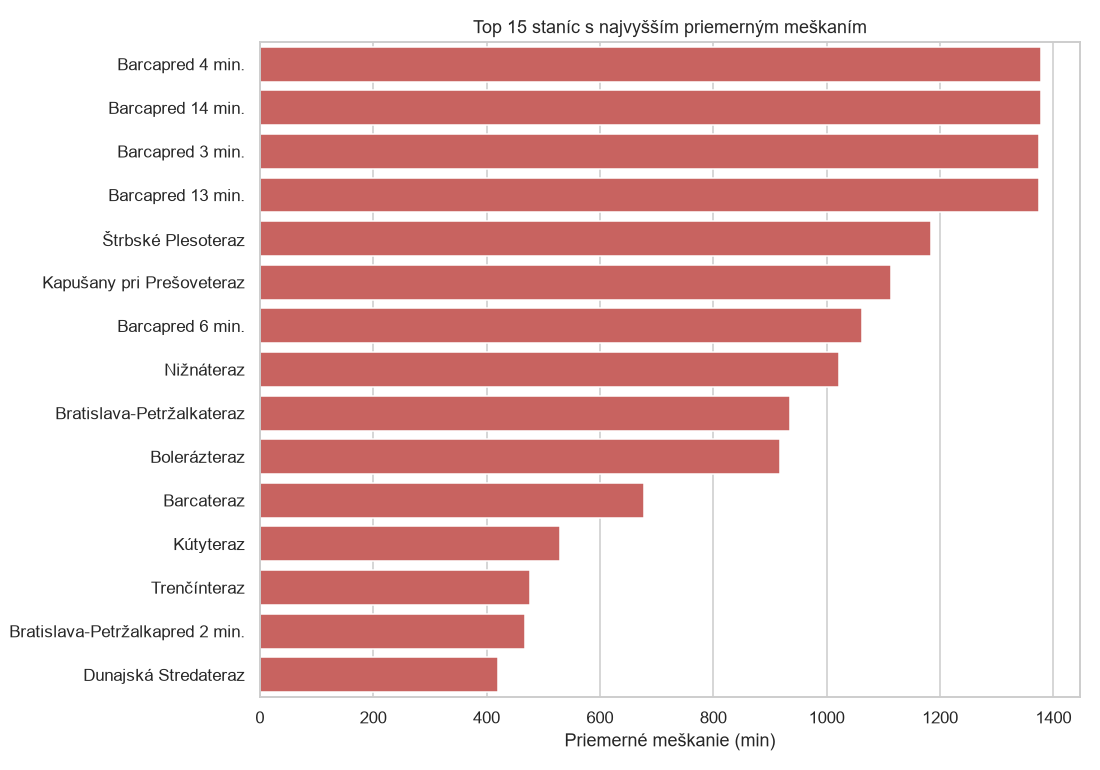 Top 15 staníc s najvyšším priemerným meškaním
Barcapred 4 min.
Barcapred 14 min.
Barcapred 3 min.
Barcapred 13 min.
Štrbské Plesoteraz
Kapušany pri Prešoveteraz
Barcapred 6 min.
Nižnáteraz
Bratislava-Petržalkateraz
Bolerázteraz
Barcateraz
Kútyteraz
Trenčínteraz
Bratislava-Petržalkapred 2 min.
Dunajská Stredateraz
0 200 400 600 800 1000 1200 1400
Priemerné meškanie (min)